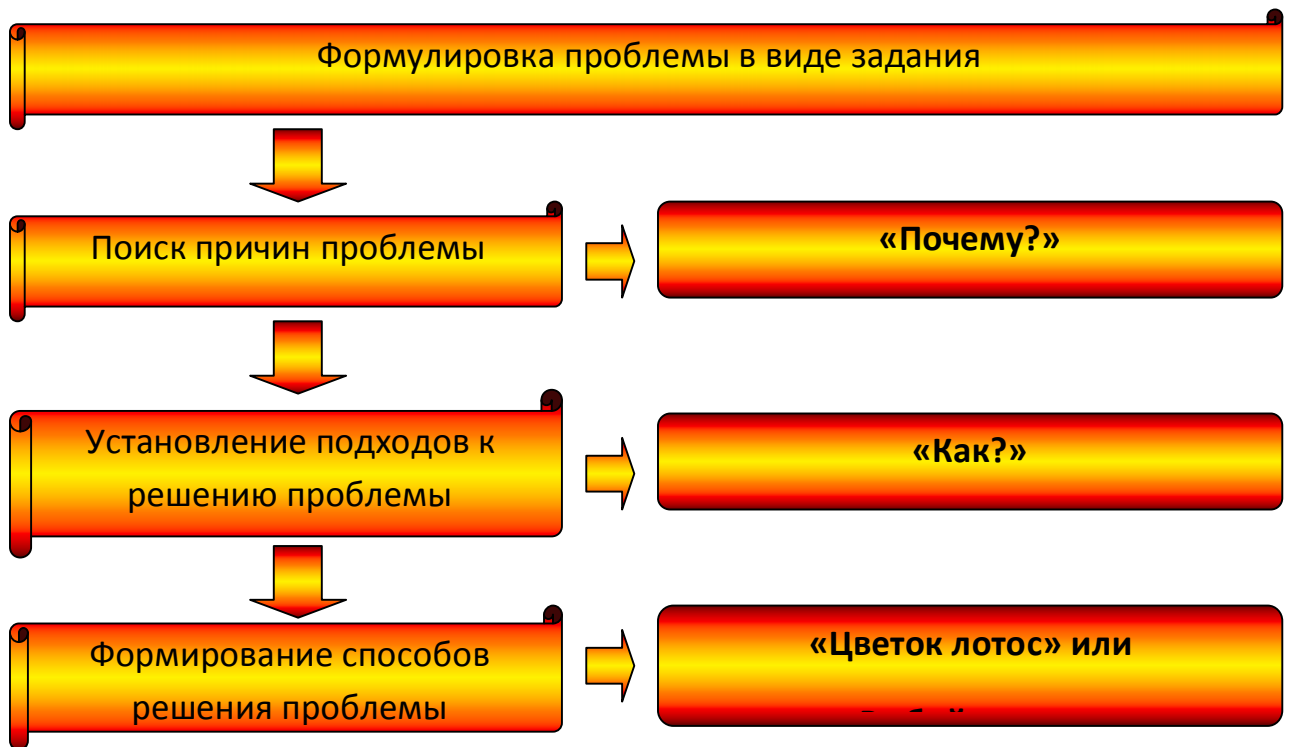 Формулировка проблемы в виде задания
Поиск причин проблемы
«Почему?»
Установление подходов к
решению проблемы
«Как?»
Формирование способов
решения проблемы
«Цветок лотос» или